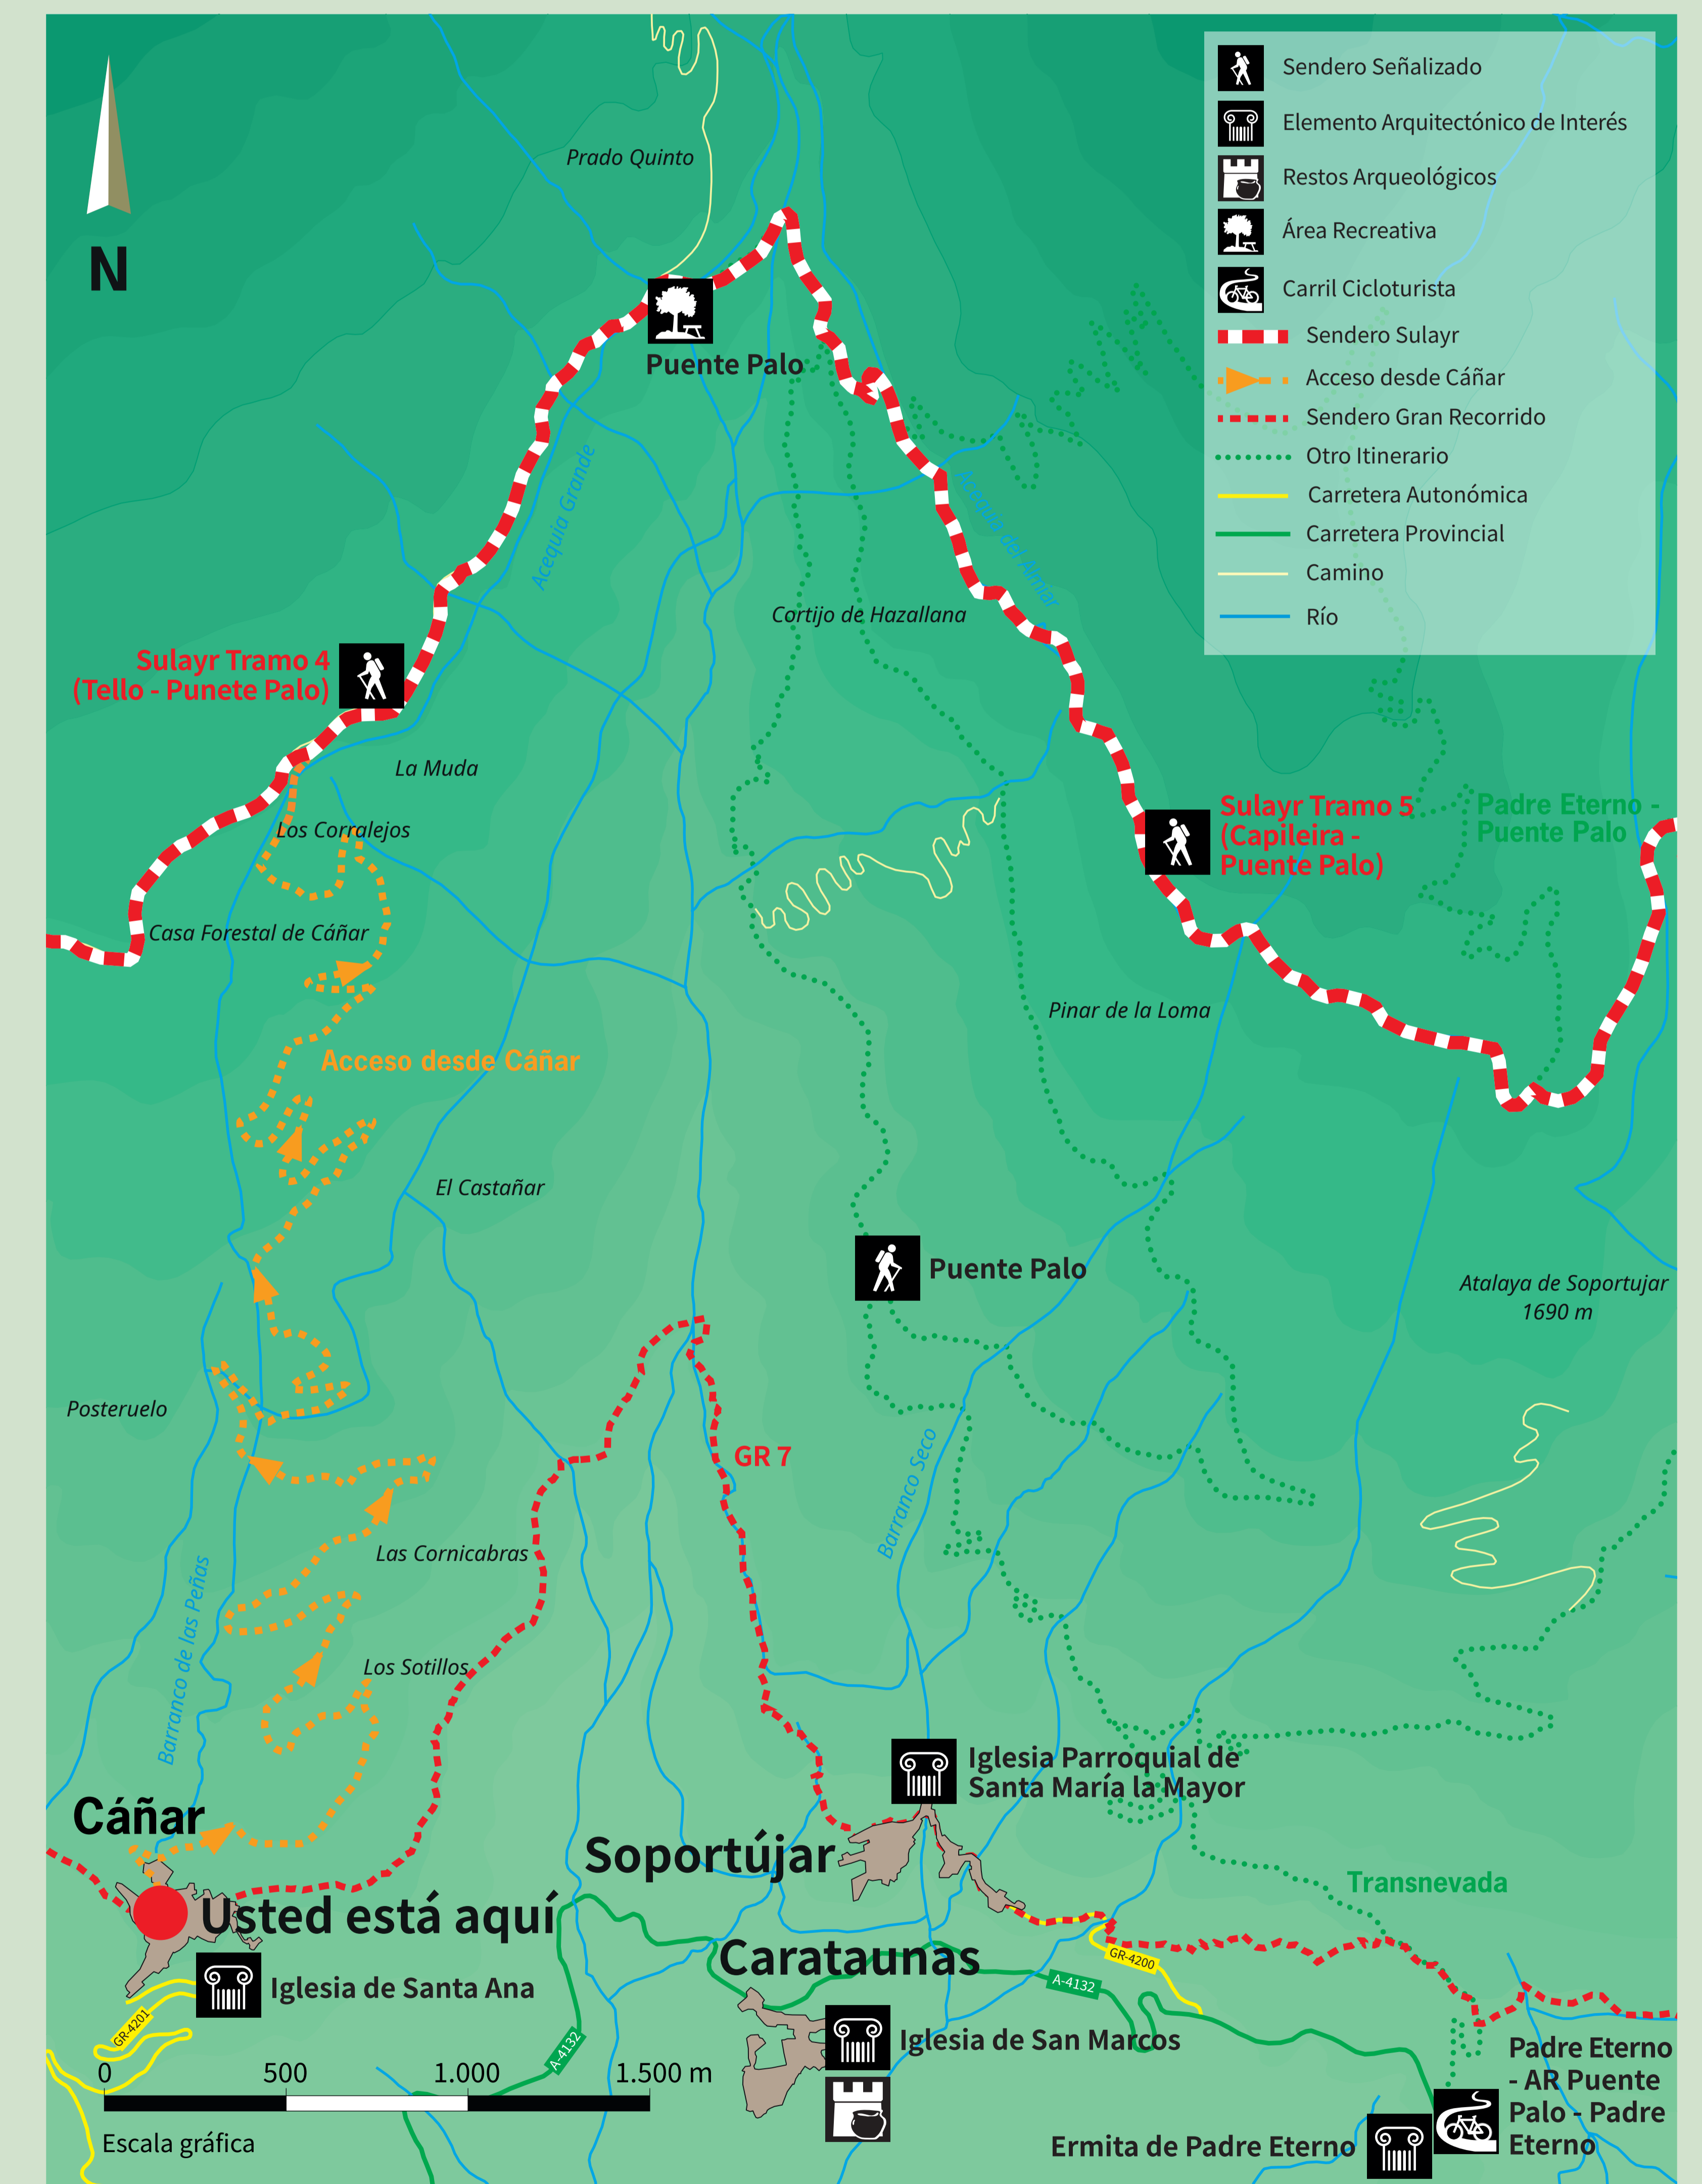 N
Prado Quinto
Puente Palo
Acequia Grande
Acequia del Almiar
Cortijo de Hazallana
Sulayr Tramo 4
(Tello - Punete Palo)
La Muda
Los Corralejos
Casa Forestal de Cáñar
Acceso desde Cáñar
Sulayr Tramo 5
(Capileira -
Puente Palo)
Padre Eterno -
Puente Palo
Pinar de la Loma
El Castañar
Puente Palo
Atalaya de Soportujar
1690 m
Posteruelo
GR 7
Barranco Seco
Las Cornicabras
Barranco de las Peñas
Los Sotillos
Iglesia Parroquial de
Santa María la Mayor
Cáñar
Soportújar
Transnevada
Usted está aquí
Iglesia de Santa Ana
Carataunas
GR-4200
A-4132
GR-4201
A-4132
Iglesia de San Marcos
Padre Eterno
- AR Puente
Palo - Padre
Eterno
Ermita de Padre Eterno
0 500 1.000 1.500 m
Escala gráfica
Sendero Señalizado
Elemento Arquitectónico de Interés
Restos Arqueológicos
Área Recreativa
Carril Cicloturista
Sendero Sulayr
Acceso desde Cáñar
Sendero Gran Recorrido
Otro Itinerario
Carretera Autonómica
Carretera Provincial
Camino
Río